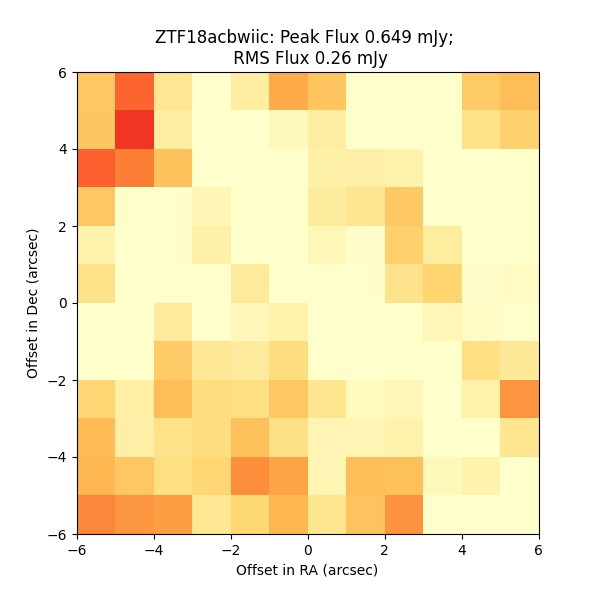 ZTF18acbwiic: Peak Flux 0.649 mJy;
RMS Flux 0.26 mJy
6
4
2
0
−2
−4
−6
Offset in Dec (arcsec)
−6 −4 −2 0 2 4 6
Offset in RA (arcsec)